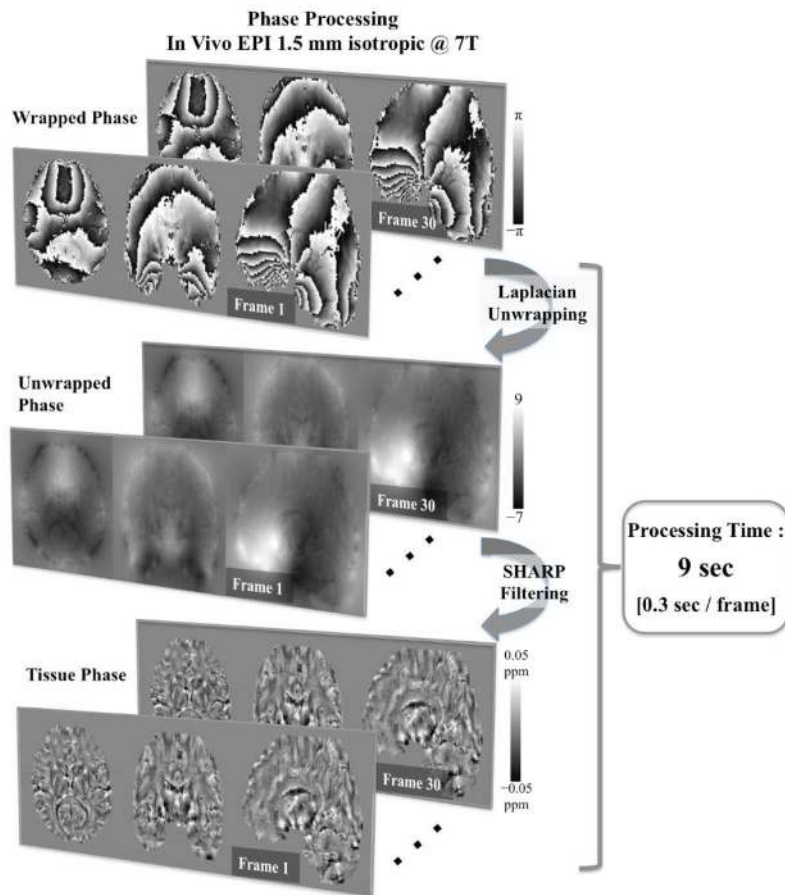 Phase Processing
In Vivo EPI 1.5 mm isotropic @ 7T
Wrapped Phase
π
−π
Frame 30
Frame 1
Laplacian
Unwrapping
Unwrapped
Phase
9
−7
Frame 30
Frame 1
SHARP
Filtering
Processing Time :
9 sec
[0.3 sec / frame]
Tissue Phase
0.05
ppm
−0.05
ppm
Frame 30
Frame 1